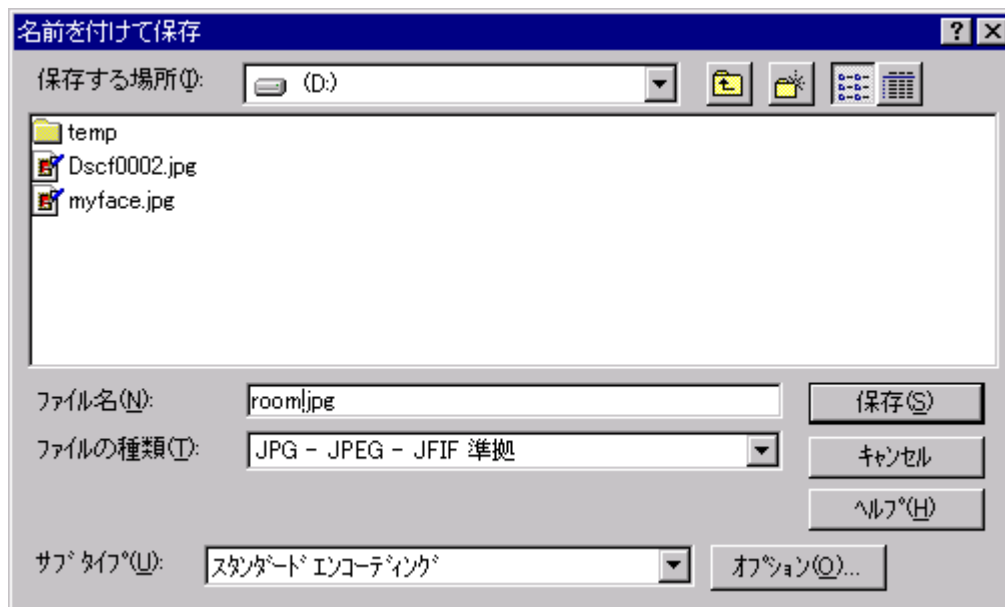 名前を付けて保存
保存する場所(I): (D:)
temp
Dscf0002.jpg
myface.jpg
ファイル名(N): room.jpg 保存(S)
ファイルの種類(T): JPG - JPEG - JFIF 準拠 キャンセル
ヘルプ(H)
サブタイプ(U): スタンダードエンコーディング オプション(O)...